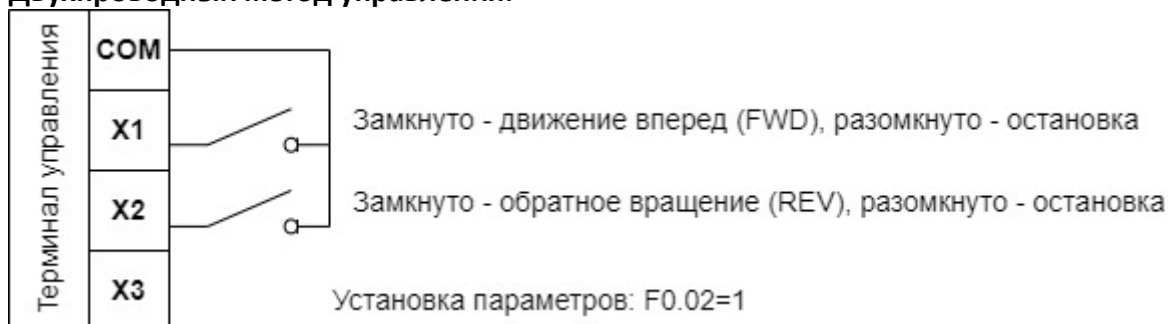 Двухпроводный метод управления:
Терминал управления
COM
X1
Замкнуто - движение вперед (FWD), разомкнуто - остановка
X2
Замкнуто - обратное вращение (REV), разомкнуто - остановка
X3
Установка параметров: F0.02=1